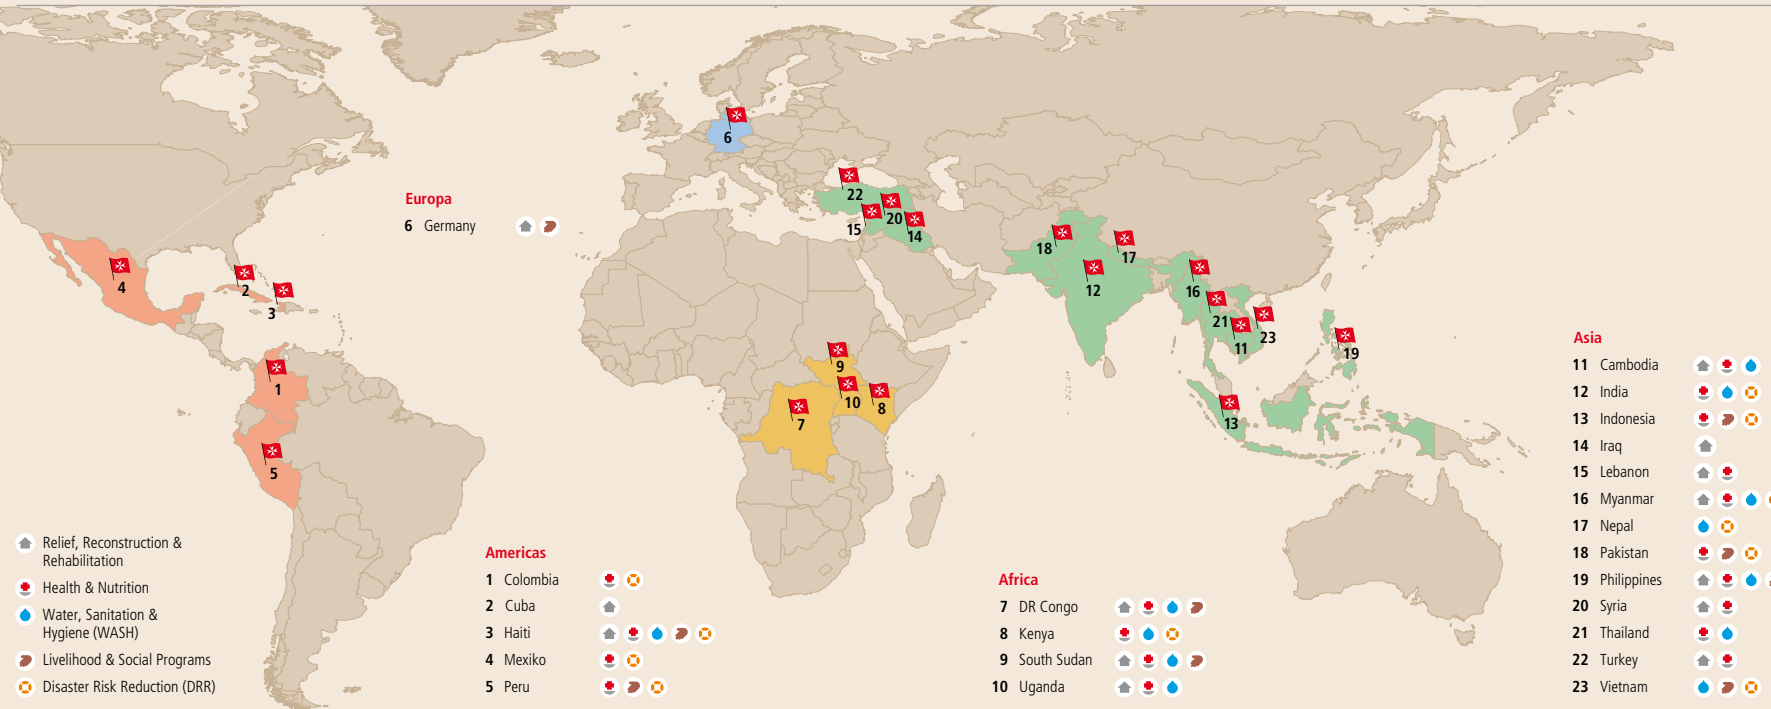 6
22
20
15
14
18
17
12
16
21
11
23
19
13
4
2
3
1
5
9
10
8
7
Europa
6 Germany
Relief, Reconstruction &
Rehabilitation
Health & Nutrition
Water, Sanitation &
Hygiene (WASH)
Livelihood & Social Programs
Disaster Risk Reduction (DRR)
Americas
1 Colombia
2 Cuba
3 Haiti
4 Mexiko
5 Peru
Africa
7 DR Congo
8 Kenya
9 South Sudan
10 Uganda
Asia
11 Cambodia
12 India
13 Indonesia
14 Iraq
15 Lebanon
16 Myanmar
17 Nepal
18 Pakistan
19 Philippines
20 Syria
21 Thailand
22 Turkey
23 Vietnam